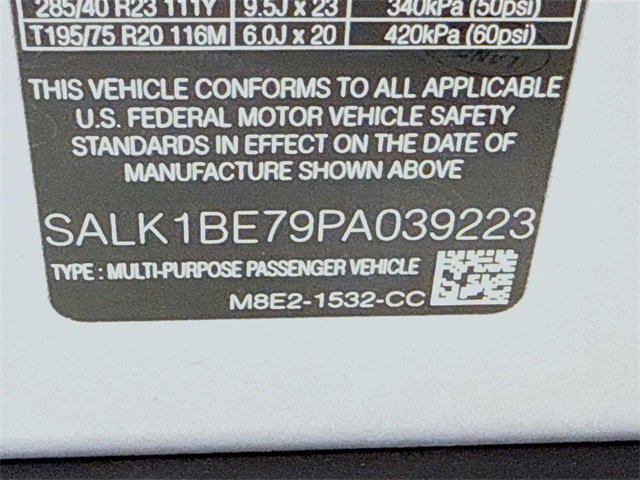 285/40 R23 111Y 9.5J x 23 340kPa (50psi)
T195/75 R20 116M 6.0J x 20 420kPa (60psi)
THIS VEHICLE CONFORMS TO ALL APPLICABLE
U.S. FEDERAL MOTOR VEHICLE SAFETY
STANDARDS IN EFFECT ON THE DATE OF
MANUFACTURE SHOWN ABOVE
SALK1BE79PA039223
TYPE : MULTI-PURPOSE PASSENGER VEHICLE
M8E2-1532-CC